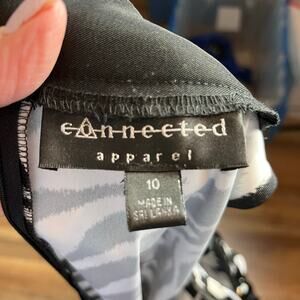 connected
apparel
10
MADE IN
SRI LANKA